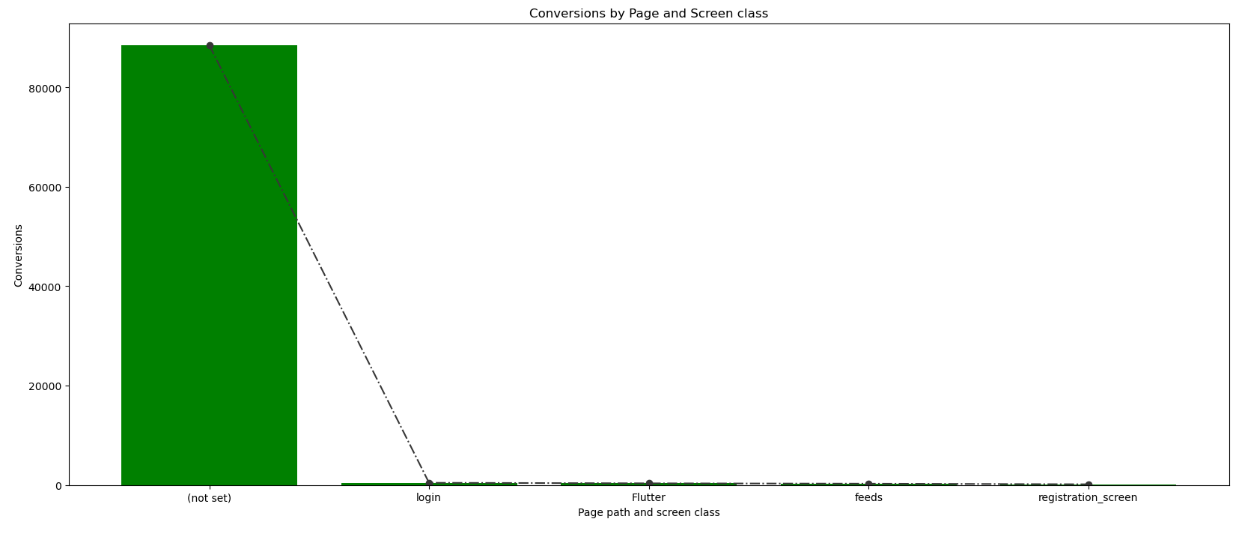 Conversions by Page and Screen class
80000
60000
40000
20000
0
Conversions
(not set)
login
Flutter
feeds
registration_screen
Page path and screen class